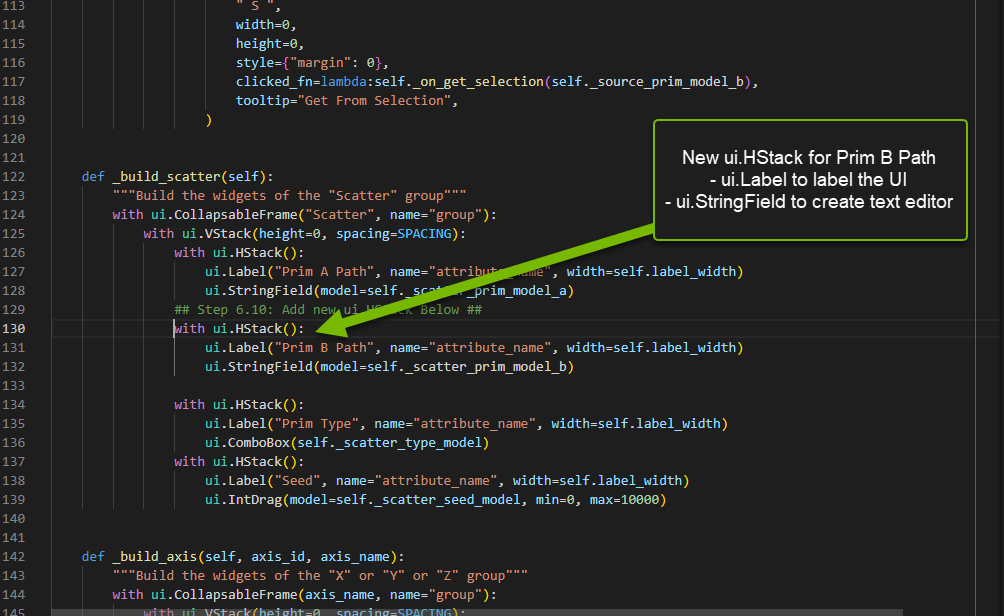 113 " S ",
114 width=0,
115 height=0,
116 style={"margin": 0},
117 clicked_fn=lambda:self._on_get_selection(self._source_prim_model_b),
118 tooltip="Get From Selection",
119 )
120
121
122 def _build_scatter(self):
123 """Build the widgets of the "Scatter" group"""
124 with ui.CollapsableFrame("Scatter", name="group"):
125 with ui.VStack(height=0, spacing=SPACING):
126 with ui.HStack():
127 ui.Label("Prim A Path", name="attribute_name", width=self.label_width)
128 ui.StringField(model=self._scatter_prim_model_a)
129 ## Step 6.10: Add new ui.HStack Below ##
130 with ui.HStack():
131 ui.Label("Prim B Path", name="attribute_name", width=self.label_width)
132 ui.StringField(model=self._scatter_prim_model_b)
133
134 with ui.HStack():
135 ui.Label("Prim Type", name="attribute_name", width=self.label_width)
136 ui.ComboBox(self._scatter_type_model)
137 with ui.HStack():
138 ui.Label("Seed", name="attribute_name", width=self.label_width)
139 ui.IntDrag(model=self._scatter_seed_model, min=0, max=10000)
140
141
142 def _build_axis(self, axis_id, axis_name):
143 """Build the widgets of the "X" or "Y" or "Z" group"""
144 with ui.CollapsableFrame(axis_name, name="group"):
145 with ui.VStack(height=0, spacing=SPACING):
New ui.HStack for Prim B Path
- ui.Label to label the UI
- ui.StringField to create text editor